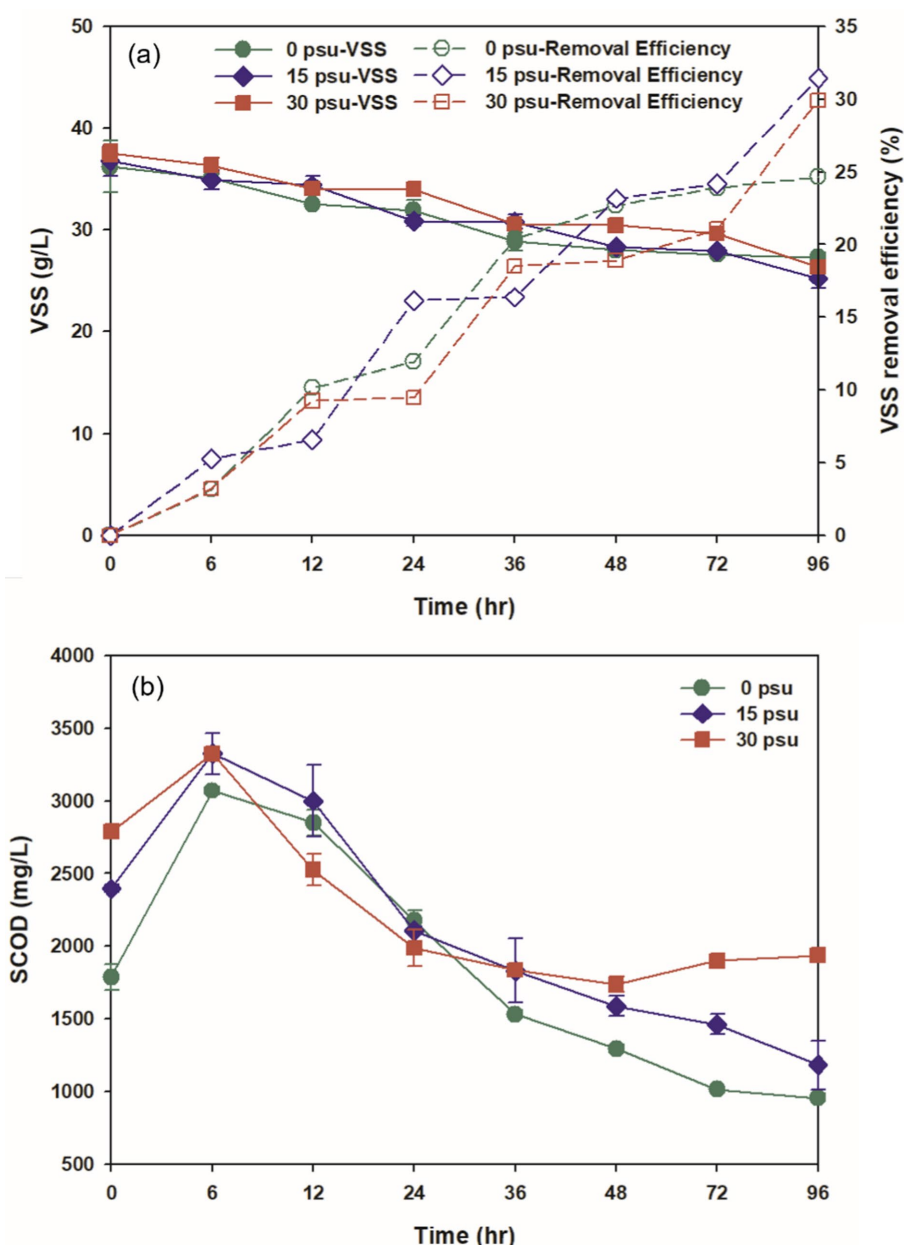 (a)
0 psu-VSS 0 psu-Removal Efficiency
15 psu-VSS 15 psu-Removal Efficiency
30 psu-VSS 30 psu-Removal Efficiency
50
40
30
20
10
0
VSS (g/L)
35
30
25
20
15
10
5
0
VSS removal efficiency (%)
0 6 12 24 36 48 72 96
Time (hr)
(b)
0 psu
15 psu
30 psu
4000
3500
3000
2500
2000
1500
1000
500
SCOD (mg/L)
0 6 12 24 36 48 72 96
Time (hr)